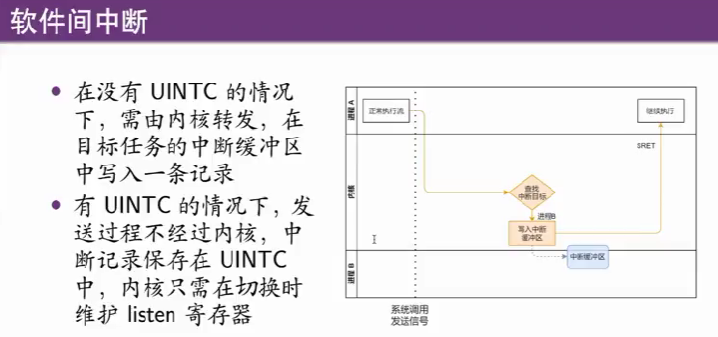 软件间中断
• 在没有 UINTC 的情况
下，需由内核转发，在
目标任务的中断缓冲区
中写入一条记录
• 有 UINTC 的情况下，发
送过程不经过内核，中
断记录保存在 UINTC
中，内核只需在切换时
维护 listen 寄存器
进程 A
正常执行流
继续执行
SRET
内核
查找
中断目标
进程B
写入中断
缓冲区
进程 B
中断缓冲区
系统调用
发送信号